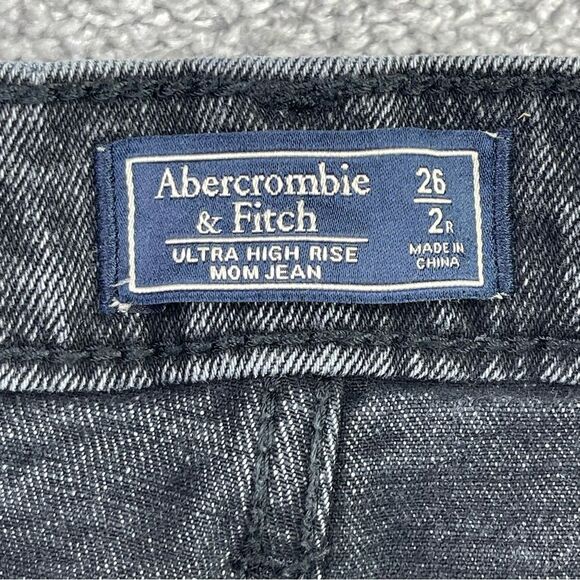 Abercrombie
& Fitch
ULTRA HIGH RISE
MOM JEAN
26
2R
MADE IN
CHINA